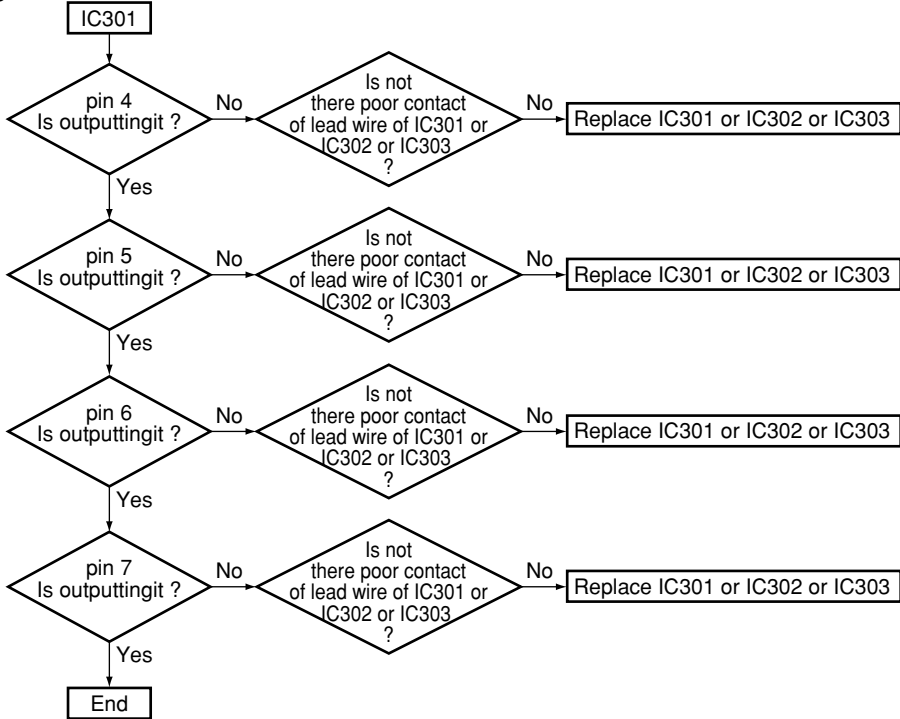 IC301
pin 4
Is outputtingit ?
No
Is not
there poor contact
of lead wire of IC301 or
IC302 or IC303
?
No
Replace IC301 or IC302 or IC303
Yes
pin 5
Is outputtingit ?
No
Is not
there poor contact
of lead wire of IC301 or
IC302 or IC303
?
No
Replace IC301 or IC302 or IC303
Yes
pin 6
Is outputtingit ?
No
Is not
there poor contact
of lead wire of IC301 or
IC302 or IC303
?
No
Replace IC301 or IC302 or IC303
Yes
pin 7
Is outputtingit ?
No
Is not
there poor contact
of lead wire of IC301 or
IC302 or IC303
?
No
Replace IC301 or IC302 or IC303
Yes
End